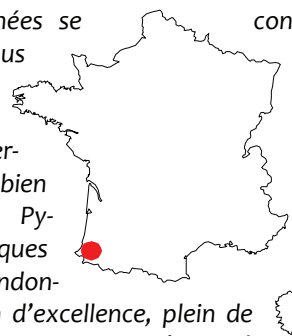 nées se con
us
er-
bien
Py-
ques
ndon-
d'excellence, plein de